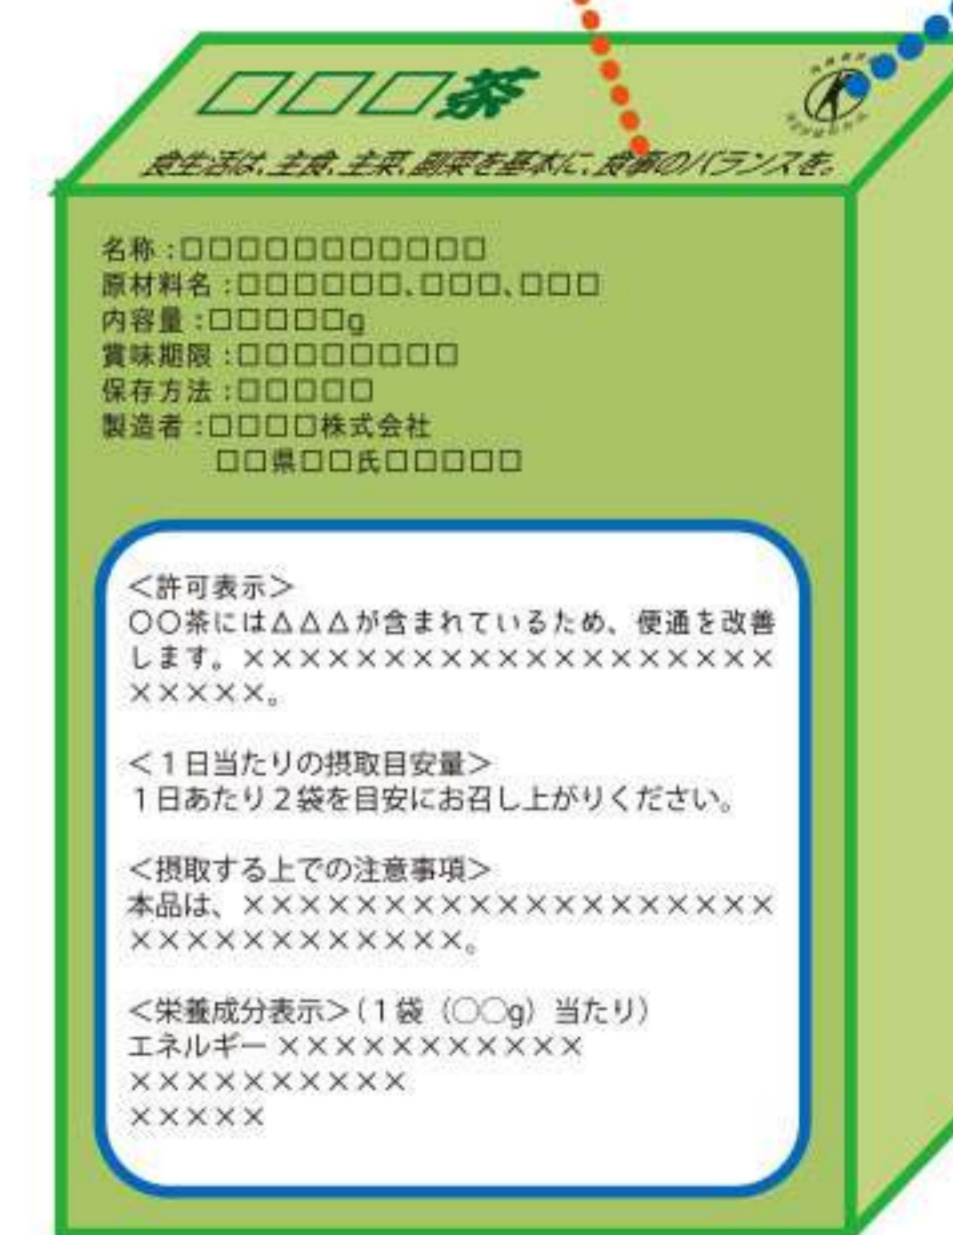 □□□茶
食生活は、主食、主菜、副菜を基本に、食事のバランスを。
名称：□□□□□□□□□□□
原材料名：□□□□□□、□□□、□□□
内容量：□□□□□g
賞味期限：□□□□□□□□
保存方法：□□□□□
製造者：□□□□株式会社
□□県□□氏□□□□□
＜許可表示＞
〇〇茶には△△△が含まれているため、便通を改善
します。×××××××××××××××××××
×××××。
＜１日当たりの摂取目安量＞
１日あたり２袋を目安にお召し上がりください。
＜摂取する上での注意事項＞
本品は、×××××××××××××××××××
××××××××××××。
＜栄養成分表示＞（１袋（〇〇g）当たり）
エネルギー ×××××××××××
××××××××××
×××××